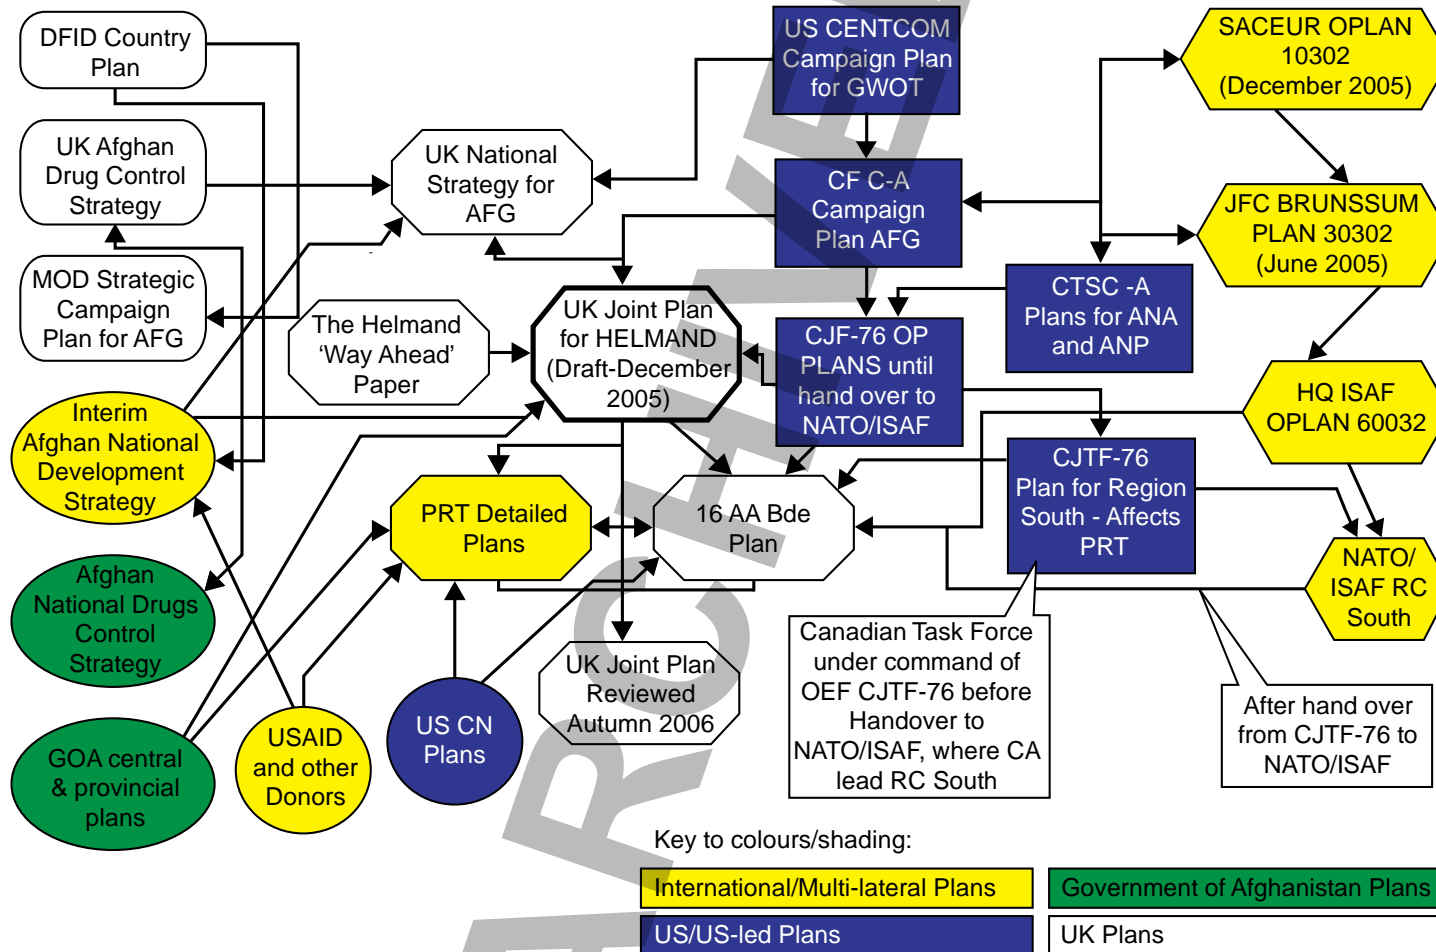 DFID Country
Plan
UK Afghan
Drug Control
Strategy
MOD Strategic
Campaign
Plan for AFG
Interim
Afghan National
Development
Strategy
Afghan
National Drugs
Control
Strategy
GOA central
& provincial
plans
UK National
Strategy for
AFG
The Helmand
‘Way Ahead’
Paper
UK Joint Plan
for HELMAND
(Draft-December
2005)
PRT Detailed
Plans
16 AA Bde
Plan
UK Joint Plan
Reviewed
Autumn 2006
USAID
and other
Donors
US CN
Plans
US CENTCOM
Campaign Plan
for GWOT
CF C-A
Campaign
Plan AFG
CJF-76 OP
PLANS until
hand over to
NATO/ISAF
CTSC -A
Plans for ANA
and ANP
CJTF-76
Plan for Region
South - Affects
PRT
SACEUR OPLAN
10302
(December 2005)
JFC BRUNSSUM
PLAN 30302
(June 2005)
HQ ISAF
OPLAN 60032
NATO/
ISAF RC
South
Canadian Task Force
under command of
OEF CJTF-76 before
Handover to
NATO/ISAF, where CA
lead RC South
After hand over
from CJTF-76 to
NATO/ISAF
Key to colours/shading:
International/Multi-lateral Plans
Government of Afghanistan Plans
US/US-led Plans
UK Plans